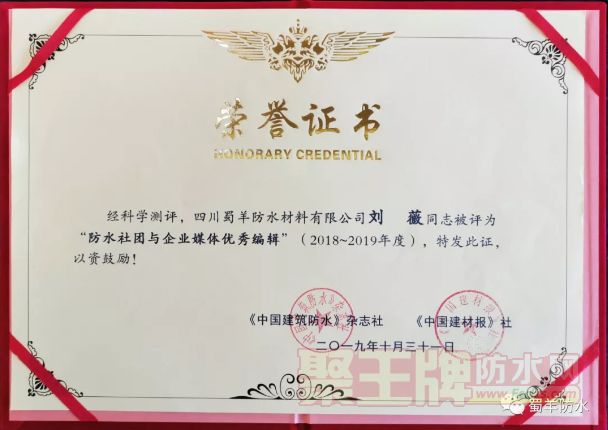 荣誉证书
HONORARY CREDENTIAL
经科学测评，四川蜀羊防水材料有限公司刘　薇同志被评为
“防水社团与企业媒体优秀编辑”（2018~2019年度），特发此证，
以资鼓励！
《中国建筑防水》杂志社　　《中国建材报》社
二〇一九年十月三十一日
聚王牌防水网
蜀羊防水